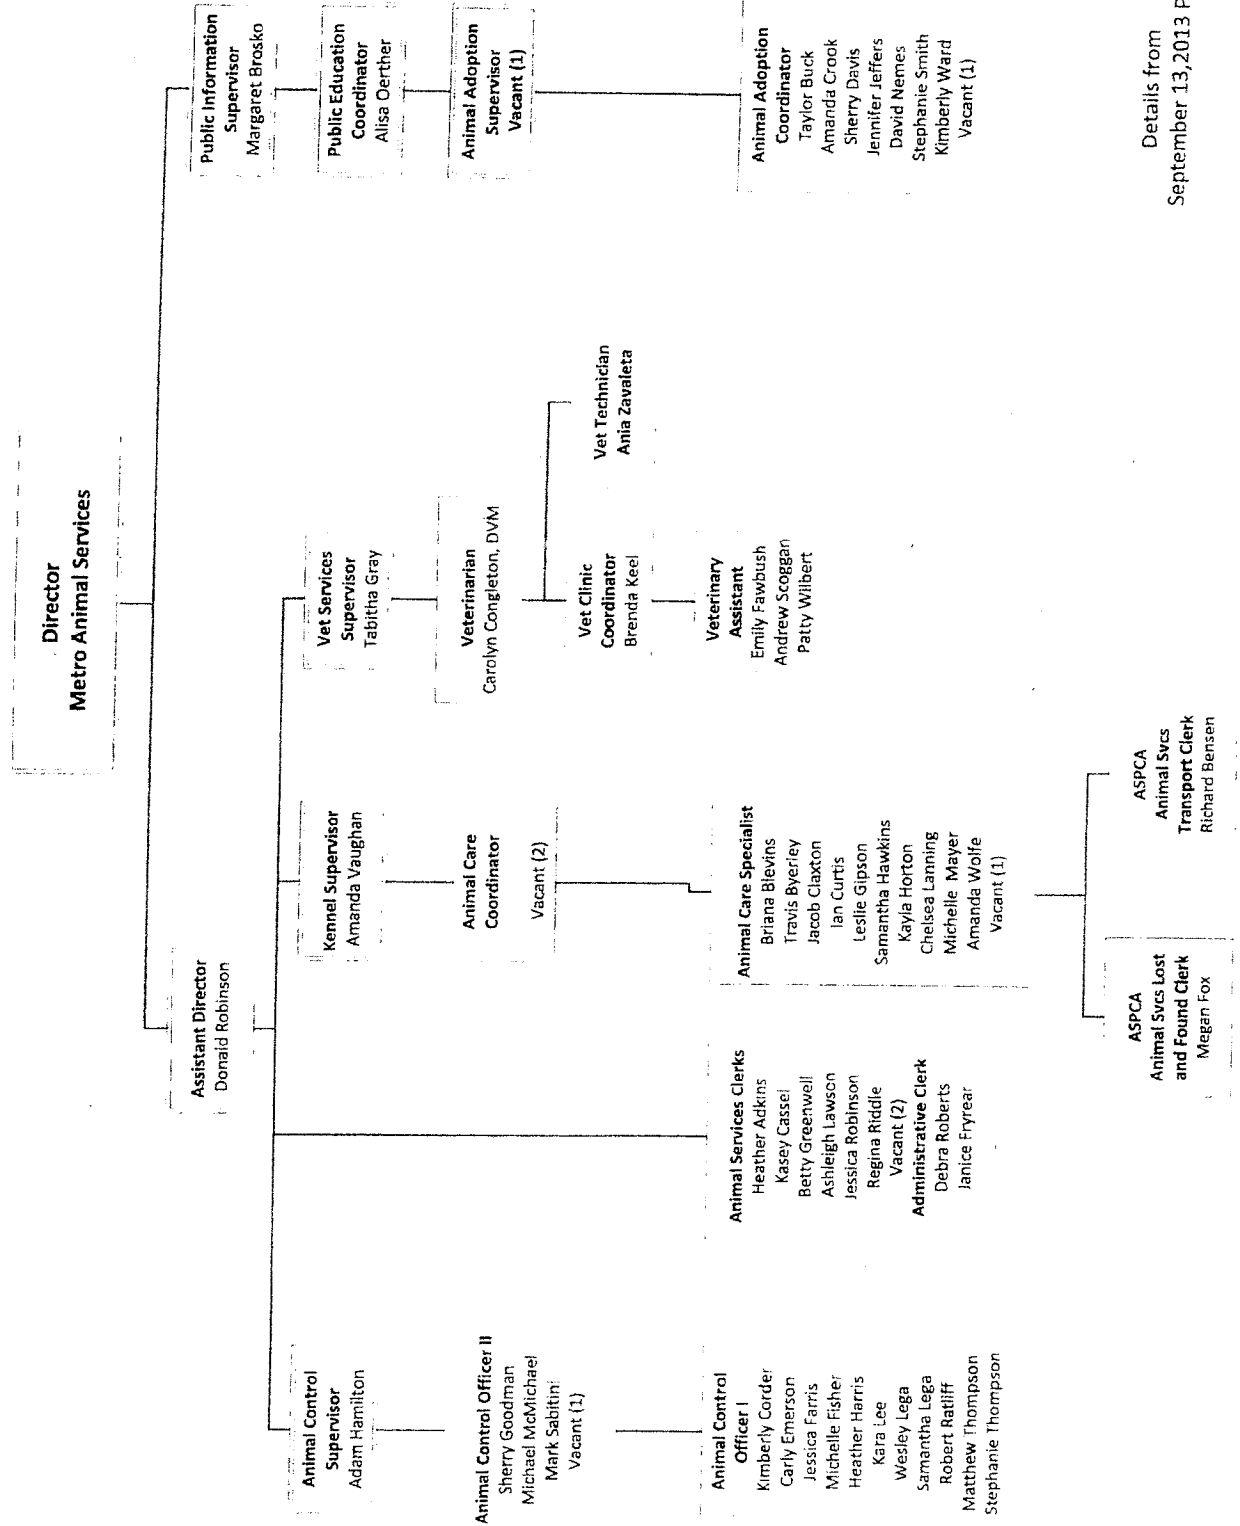 Director
Metro Animal Services
Assistant Director
Donald Robinson
Public Information
Supervisor
Margaret Brosko
Public Education
Coordinator
Alisa Oerther
Animal Adoption
Supervisor
Vacant (1)
Animal Adoption
Coordinator
Taylor Buck
Amanda Crook
Sherry Davis
Jennifer Jeffers
David Nemes
Stephanie Smith
Kimberly Ward
Vacant (1)
Animal Control
Supervisor
Adam Hamilton
Animal Control Officer II
Sherry Goodman
Michael McMichael
Mark Sabitini
Vacant (1)
Animal Control
Officer I
Kimberly Corder
Carly Emerson
Jessica Farris
Michelle Fisher
Heather Harris
Kara Lee
Wesley Lega
Samantha Lega
Robert Ratliff
Matthew Thompson
Stephanie Thompson
Animal Services Clerks
Heather Adkins
Kasey Cassel
Betty Greenwell
Ashleigh Lawson
Jessica Robinson
Regina Riddle
Vacant (2)
Administrative Clerk
Debra Roberts
Janice Fryrear
Kennel Supervisor
Amanda Vaughan
Animal Care
Coordinator
Vacant (2)
Animal Care Specialist
Briana Blevins
Travis Byerley
Jacob Claxton
Ian Curtis
Leslie Gipson
Samantha Hawkins
Kayla Horton
Chelsea Lanning
Michelle Mayer
Amanda Wolfe
Vacant (1)
ASPCA
Animal Svcs Lost
and Found Clerk
Megan Fox
ASPCA
Animal Svcs
Transport Clerk
Richard Bensen
Vet Services
Supervisor
Tabitha Gray
Veterinarian
Carolyn Congleton, DVM
Vet Clinic
Coordinator
Brenda Keel
Vet Technician
Ania Zavaleta
Veterinary
Assistant
Emily Fawbush
Andrew Scoggan
Patty Wilbert
Details from
September 13,2013 P